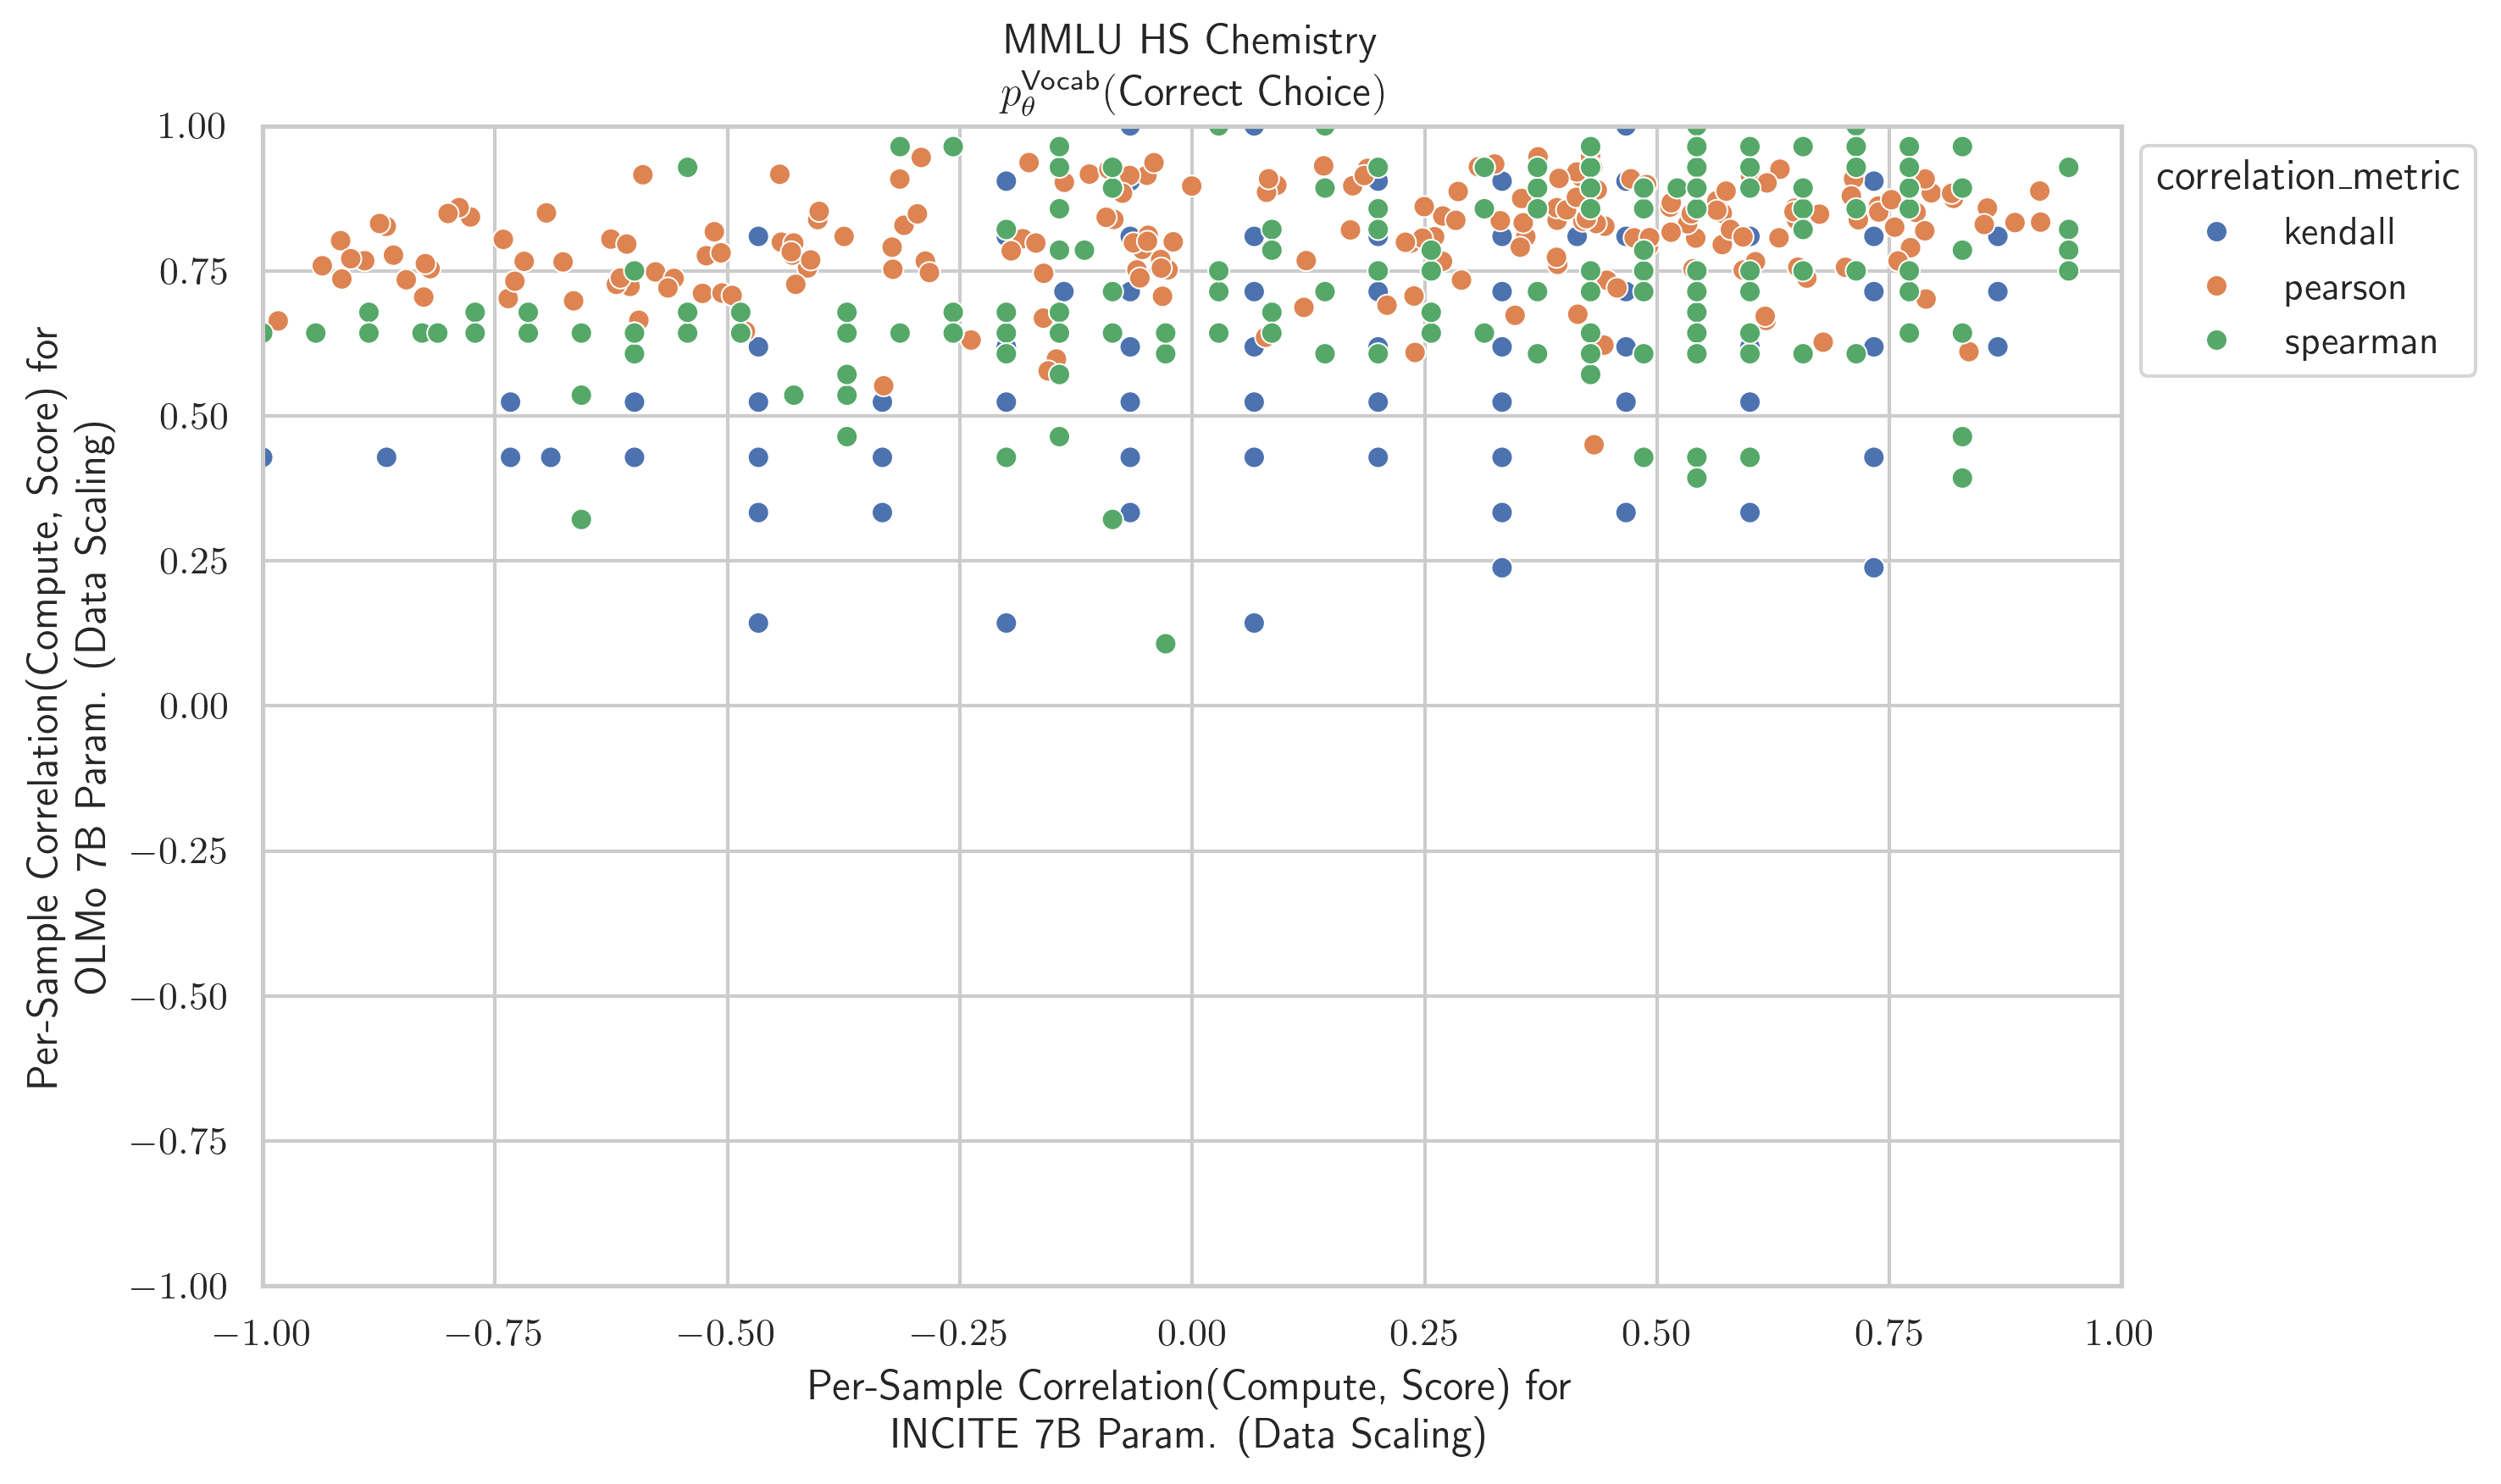 MMLU HS Chemistry
p_θ^Vocab(Correct Choice)
Per-Sample Correlation(Compute, Score) for
OLMo 7B Param. (Data Scaling)
1.00
0.75
0.50
0.25
0.00
−0.25
−0.50
−0.75
−1.00
−1.00 −0.75 −0.50 −0.25 0.00 0.25 0.50 0.75 1.00
Per-Sample Correlation(Compute, Score) for
INCITE 7B Param. (Data Scaling)
correlation_metric
kendall
pearson
spearman